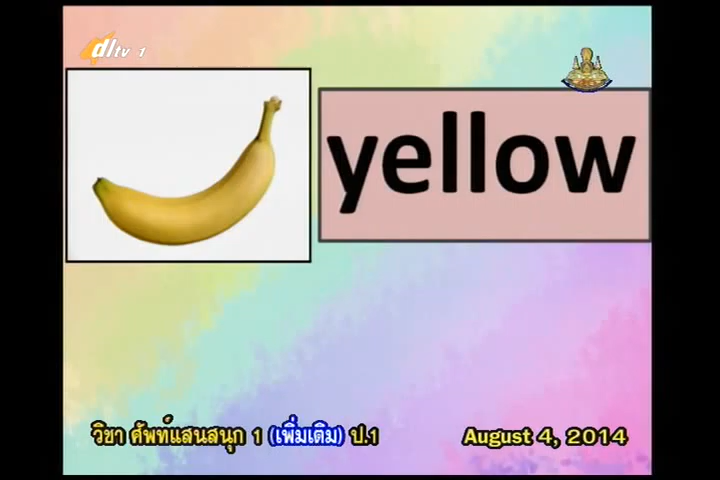 dltv 1
yellow
วิชา ศัพท์แสนสนุก 1 (เพิ่มเติม) ป.1
August 4, 2014